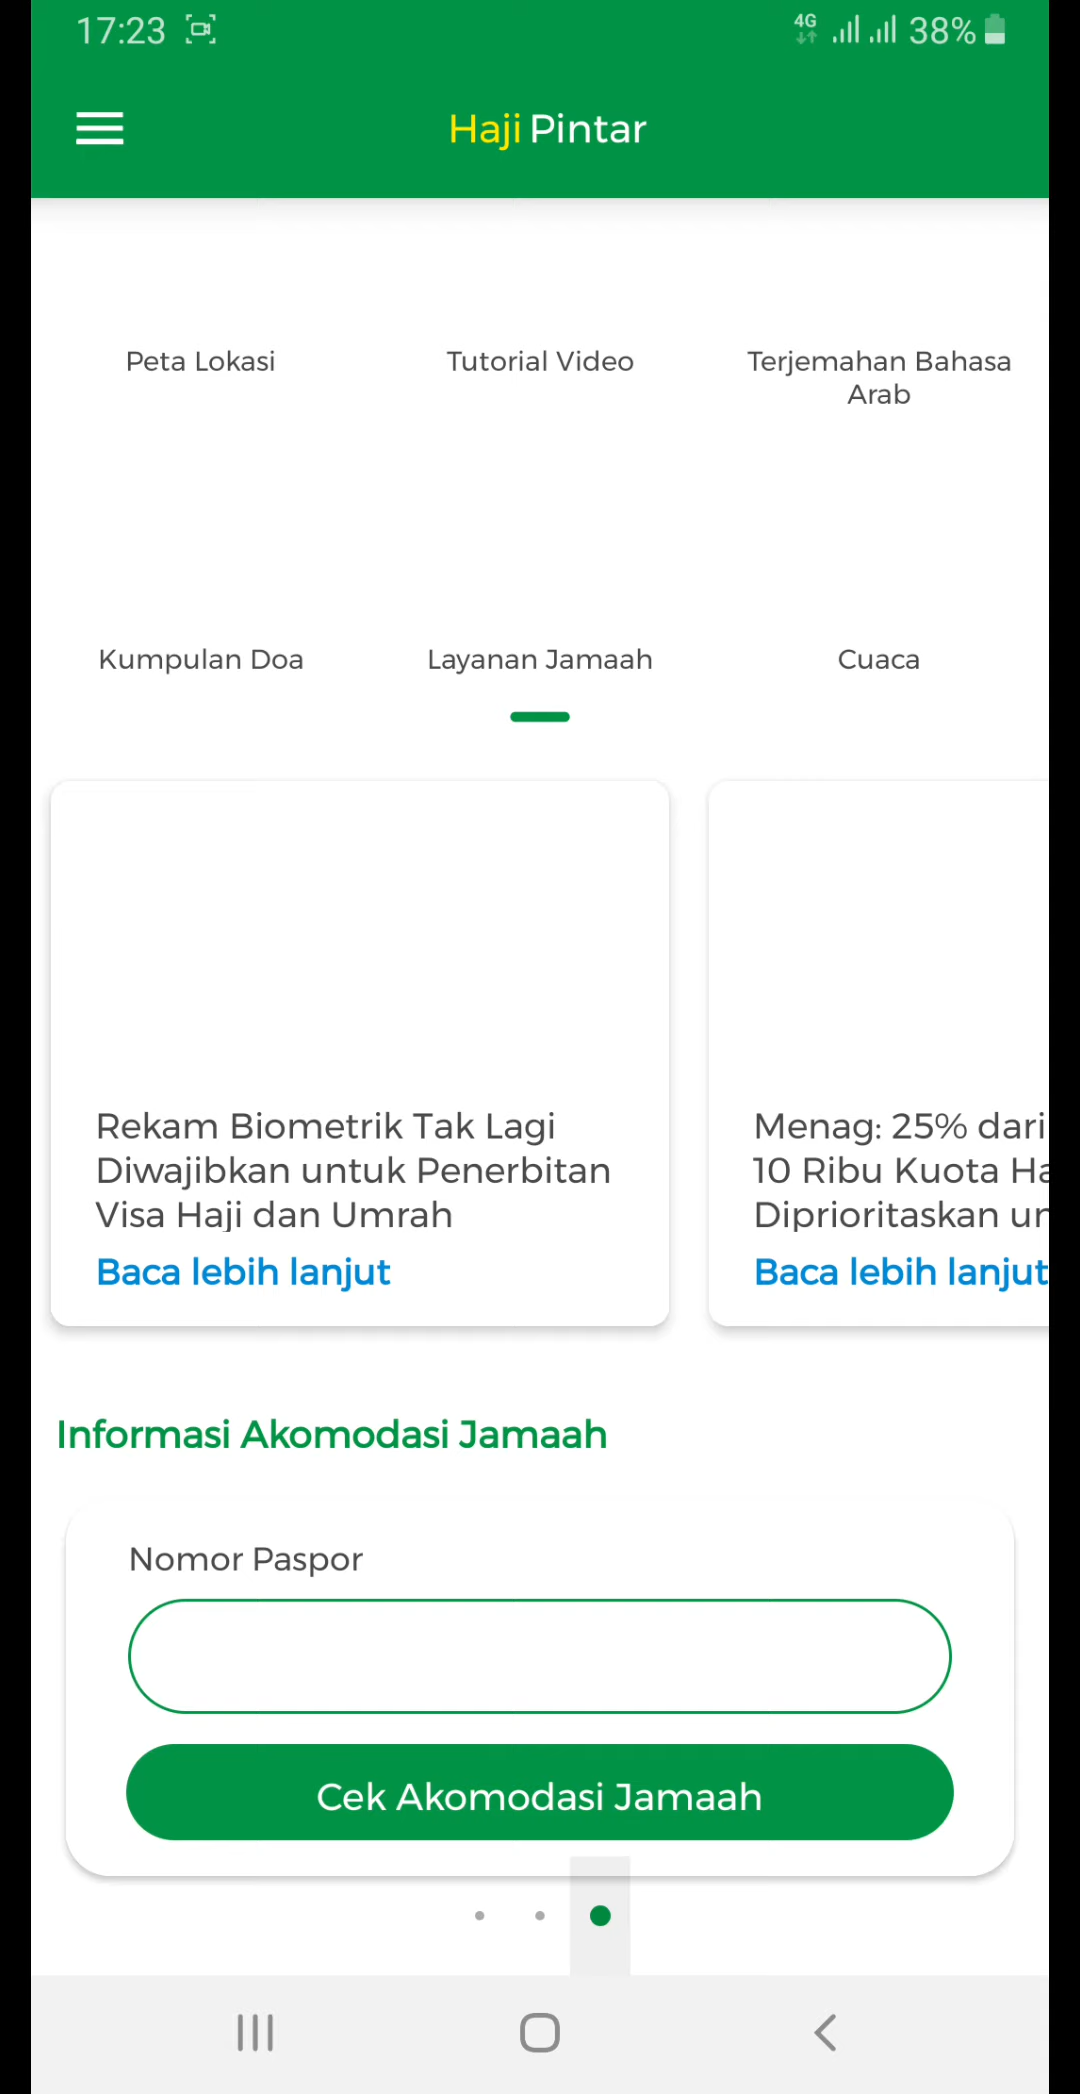 17:23 4G 38%
Haji Pintar
Peta Lokasi Tutorial Video Terjemahan Bahasa
Arab
Kumpulan Doa Layanan Jamaah Cuaca
Rekam Biometrik Tak Lagi
Diwajibkan untuk Penerbitan
Visa Haji dan Umrah
Baca lebih lanjut
Menag: 25% dari
10 Ribu Kuota Ha
Diprioritaskan un
Baca lebih lanjut
Informasi Akomodasi Jamaah
Nomor Paspor
Cek Akomodasi Jamaah